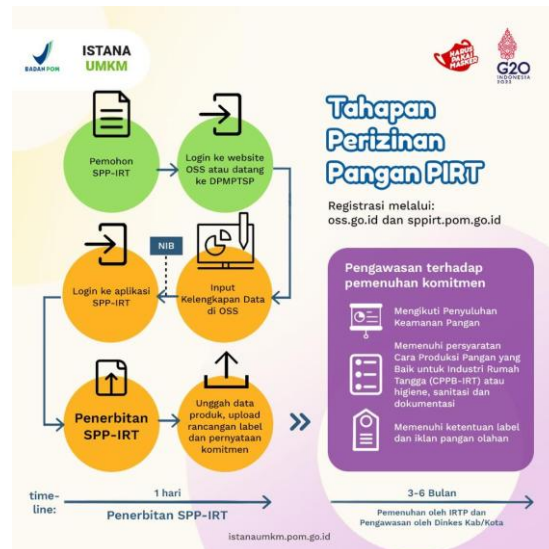 BADAN POM
ISTANA
UMKM
HARUS
PAKAI
MASKER
G20
INDONESIA
2022
Tahapan
Perizinan
Pangan PIRT
Registrasi melalui:
oss.go.id dan sppirt.pom.go.id
Pemohon
SPP-IRT
Login ke website
OSS atau datang
ke DPMPTSP
Input
Kelengkapan Data
di OSS
NIB
Login ke aplikasi
SPP-IRT
Penerbitan
SPP-IRT
Unggah data
produk, upload
rancangan label
dan pernyataan
komitmen
Pengawasan terhadap
pemenuhan komitmen
Mengikuti Penyuluhan
Keamanan Pangan
Memenuhi persyaratan
Cara Produksi Pangan yang
Baik untuk Industri Rumah
Tangga (CPPB-IRT) atau
higiene, sanitasi dan
dokumentasi
Memenuhi ketentuan label
dan iklan pangan olahan
time-
line:
1 hari
Penerbitan SPP-IRT
3-6 Bulan
Pemenuhan oleh IRTP dan
Pengawasan oleh Dinkes Kab/Kota
istanaumkm.pom.go.id